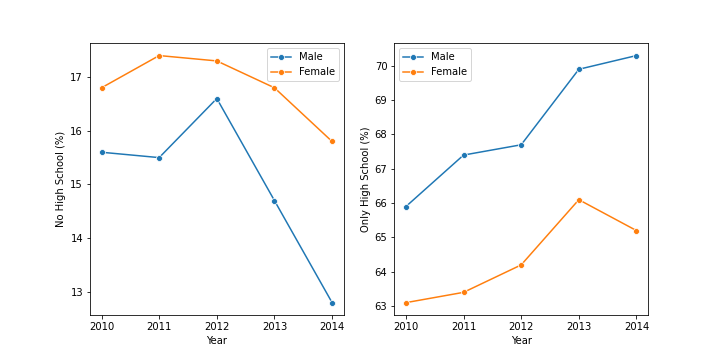 No High School (%)
17
16
15
14
13
Male
Female
2010 2011 2012 2013 2014
Year
Only High School (%)
70
69
68
67
66
65
64
63
Male
Female
2010 2011 2012 2013 2014
Year